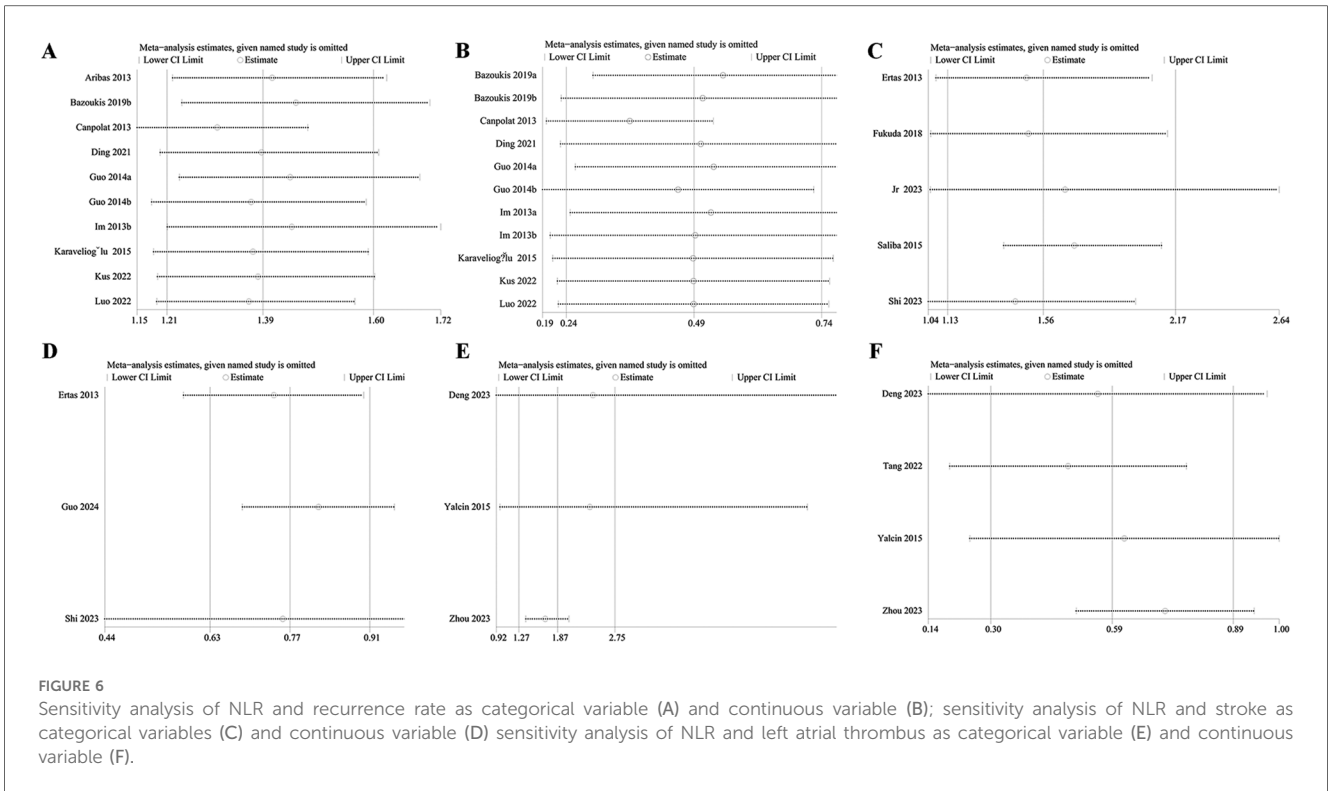 A
Meta-analysis estimates, given named study is omitted
Lower CI Limit Estimate Upper CI Limit
Aribas 2013
Bazoukis 2019b
Canpolat 2013
Ding 2021
Guo 2014a
Guo 2014b
Im 2013b
Karaveliog˘lu 2015
Kus 2022
Luo 2022
1.15 1.21 1.39 1.60 1.72
B
Meta-analysis estimates, given named study is omitted
Lower CI Limit Estimate Upper CI Limit
Bazoukis 2019a
Bazoukis 2019b
Canpolat 2013
Ding 2021
Guo 2014a
Guo 2014b
Im 2013a
Im 2013b
2015
Kus 2022
Luo 2022
0.19 0.24 0.49 0.74
C
Meta-analysis estimates, given named study is omitted
Lower CI Limit Estimate Upper CI Limit
Ertas 2013
Fukuda 2018
Jr 2023
Saliba 2015
Shi 2023
1.04 1.13 1.56 2.17 2.64
D
Meta-analysis estimates, given named study is omitted
Lower CI Limit Estimate Upper CI Limi
Ertas 2013
Guo 2024
Shi 2023
0.44 0.63 0.77 0.91
E
Meta-analysis estimates, given named study is omitted
Lower CI Limit Estimate Upper CI Limit
Deng 2023
Yalcin 2015
Zhou 2023
0.92 1.27 1.87 2.75
F
Meta-analysis estimates, given named study is omitted
Lower CI Limit Estimate Upper CI Limit
Deng 2023
Tang 2022
Yalcin 2015
Zhou 2023
0.14 0.30 0.59 0.89 1.00
FIGURE 6
Sensitivity analysis of NLR and recurrence rate as categorical variable (A) and continuous variable (B); sensitivity analysis of NLR and stroke as
categorical variables (C) and continuous variable (D) sensitivity analysis of NLR and left atrial thrombus as categorical variable (E) and continuous
variable (F).